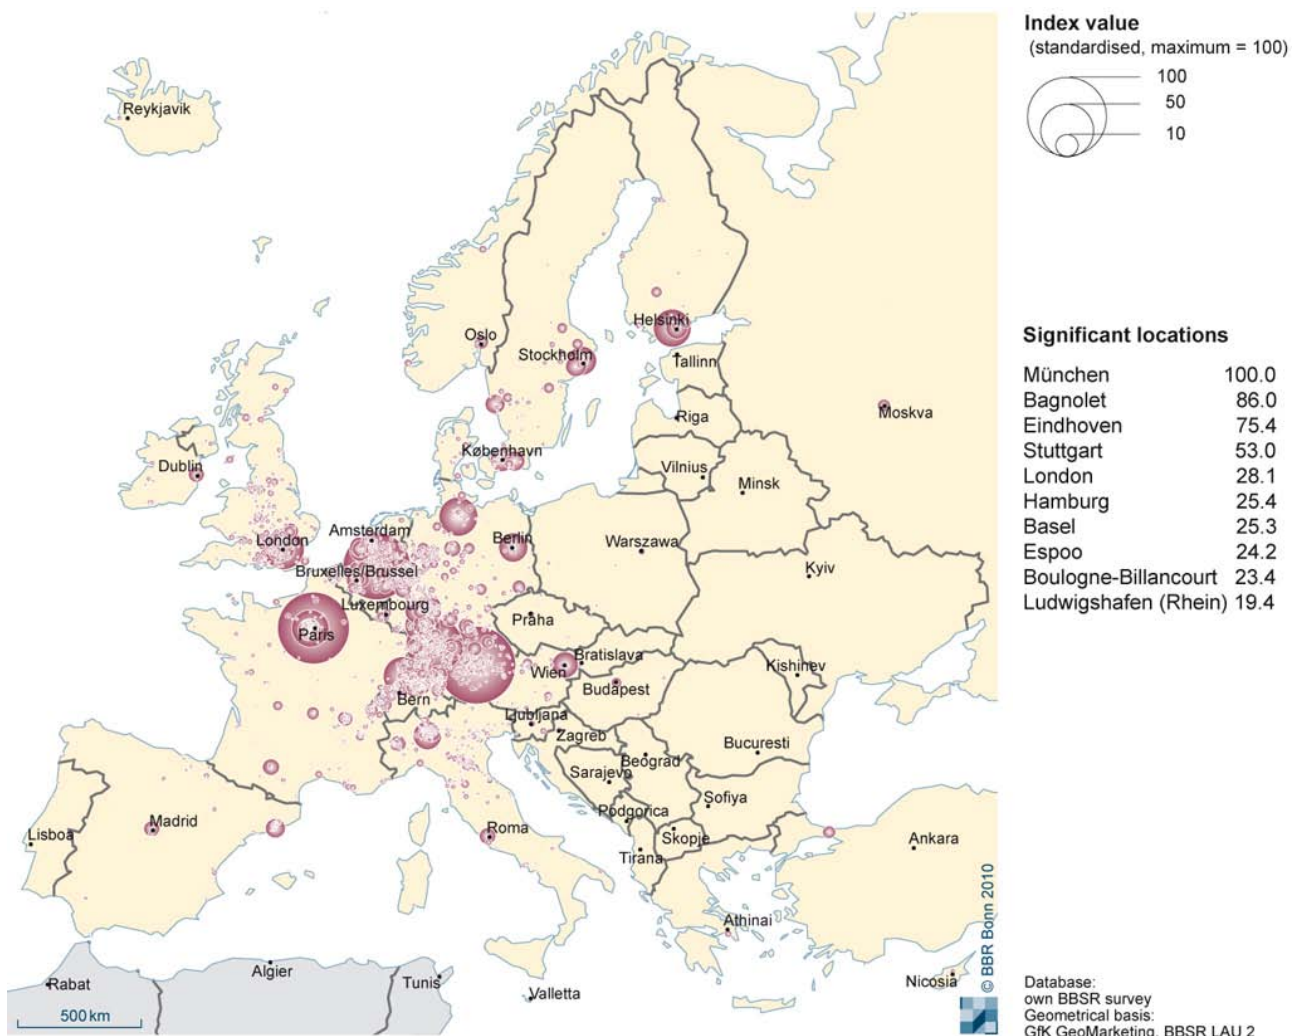 Index value
(standardised, maximum = 100)
100
50
10
Reykjavik
Helsinki
Oslo
Stockholm
Tallinn
Significant locations
München 100.0
Bagnolet 86.0
Eindhoven 75.4
Stuttgart 53.0
London 28.1
Hamburg 25.4
Basel 25.3
Espoo 24.2
Boulogne-Billancourt 23.4
Ludwigshafen (Rhein) 19.4
Moskva
Riga
København
Dublin
Vilnius
Minsk
Amsterdam
London
Berlin
Warszawa
Bruxelles/Brussel
Kyiv
Luxembourg
Praha
Paris
Bratislava
Wien
Kishinev
Budapest
Bern
Ljubljana
Zagreb
Bucuresti
Beograd
Sarajevo
Sofiya
Podgorica
Madrid
Roma
Skopje
Lisboa
Ankara
Tirana
Athinai
© BBR Bonn 2010
Algier
Tunis
Rabat
Valletta
Nicosia
500 km
Database:
own BBSR survey
Geometrical basis:
GfK GeoMarketing, BBSR LAU 2